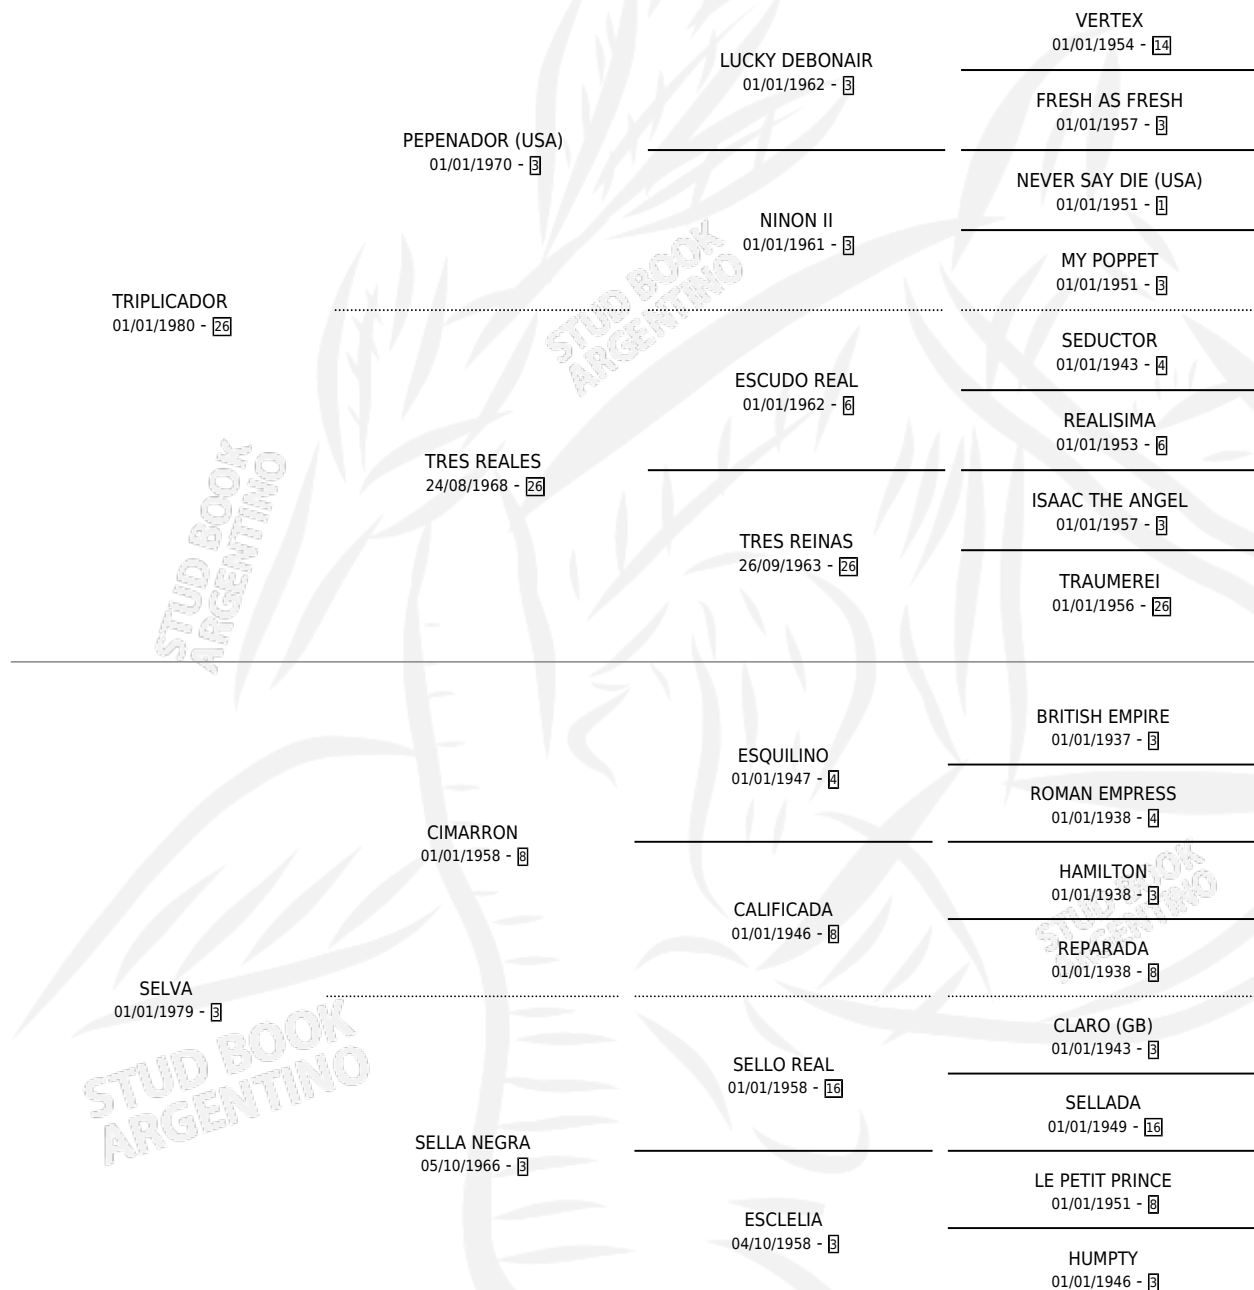 VERTEX
01/01/1954 - 14
LUCKY DEBONAIR
01/01/1962 - 3
FRESH AS FRESH
01/01/1957 - 3
PEPENADOR (USA)
01/01/1970 - 3
NEVER SAY DIE (USA)
01/01/1951 - 1
NINON II
01/01/1961 - 3
MY POPPET
01/01/1951 - 3
TRIPLICADOR
01/01/1980 - 26
STUD BOOK
ARGENTINO
SEDUCTOR
01/01/1943 - 4
ESCUDO REAL
01/01/1962 - 6
REALISIMA
01/01/1953 - 6
TRES REALES
24/08/1968 - 26
ISAAC THE ANGEL
01/01/1957 - 3
TRES REINAS
26/09/1963 - 26
TRAUMEREI
01/01/1956 - 26
STUD BOOK
ARGENTINO
BRITISH EMPIRE
01/01/1937 - 3
ESQUILINO
01/01/1947 - 4
ROMAN EMPRESS
01/01/1938 - 4
CIMARRON
01/01/1958 - 8
HAMILTON
01/01/1938 - 3
CALIFICADA
01/01/1946 - 8
STUD BOOK
ARGENTINO
REPARADA
01/01/1938 - 8
SELVA
01/01/1979 - 3
CLARO (GB)
01/01/1943 - 3
STUD BOOK
ARGENTINO
SELLO REAL
01/01/1958 - 16
SELLADA
01/01/1949 - 16
SELLA NEGRA
05/10/1966 - 3
LE PETIT PRINCE
01/01/1951 - 8
ESCLELIA
04/10/1958 - 3
HUMPTY
01/01/1946 - 3